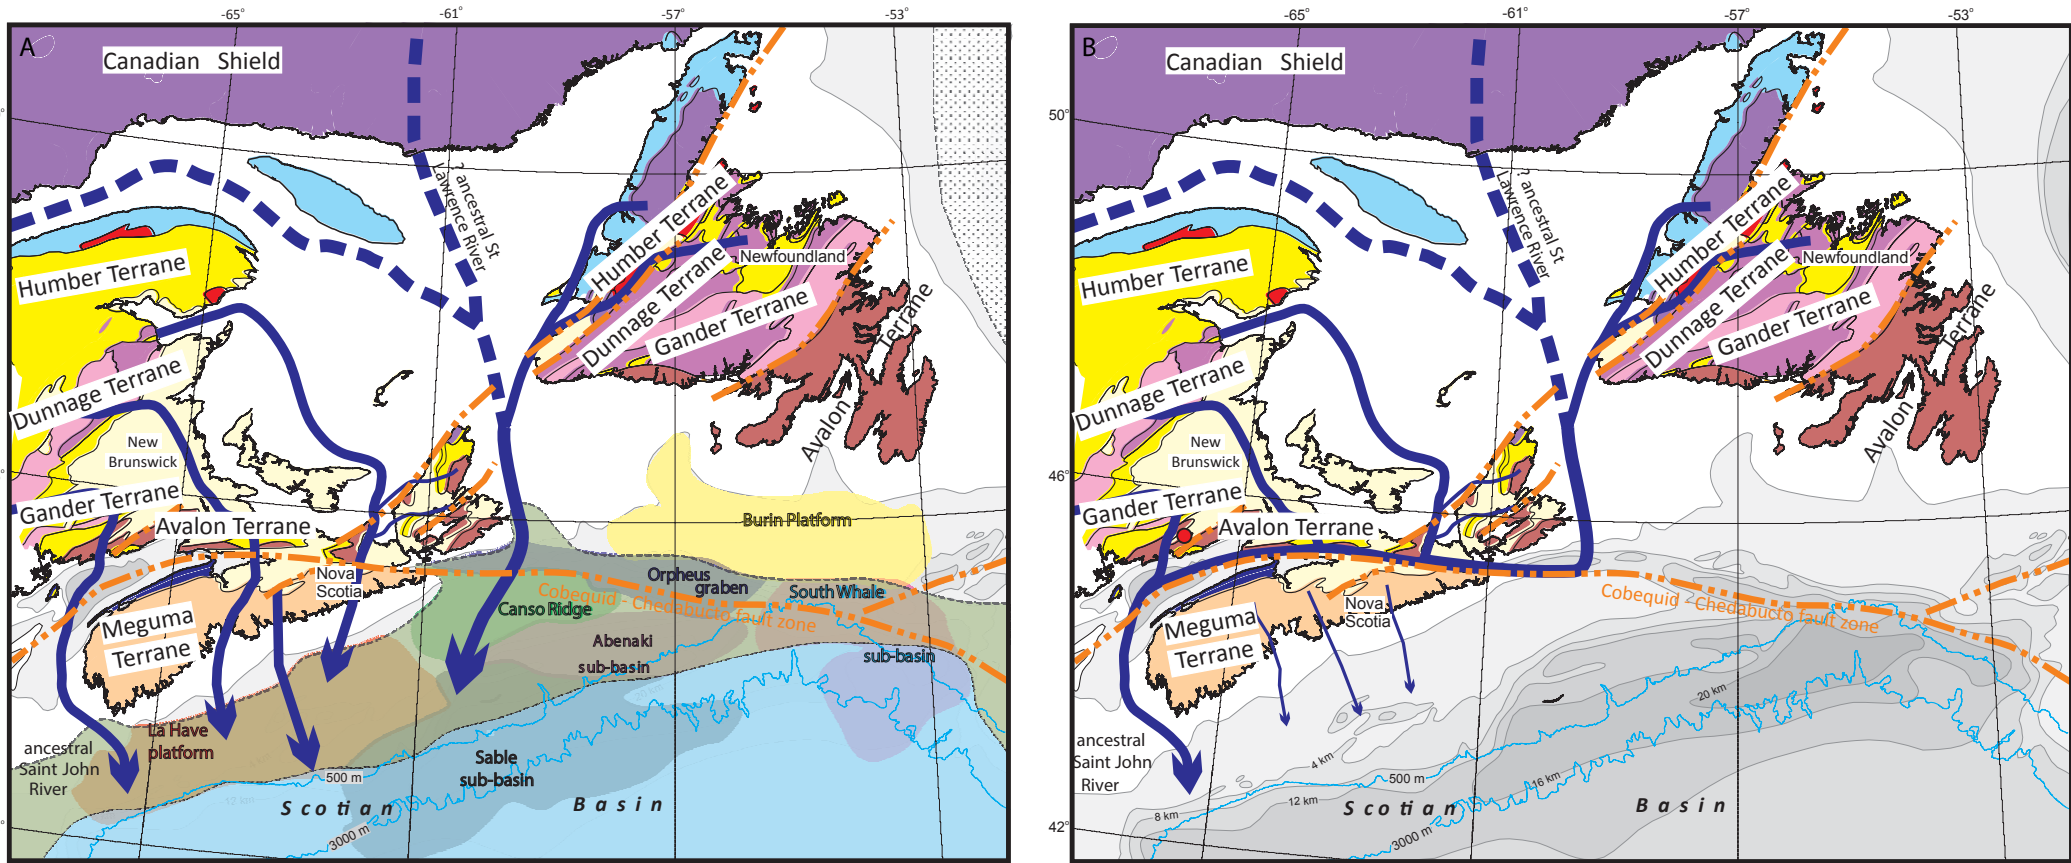 -65°
-61°
-57°
-53°
A
Canadian Shield
? ancestral St
Lawrence River
Humber Terrane
Humber Terrane
Dunnage Terrane
Newfoundland
Gander Terrane
Avalon
Terrane
Dunnage Terrane
New
Brunswick
Gander Terrane
Avalon Terrane
Burin Platform
Nova
Scotia
Orpheus
graben
South Whale
sub-basin
Canso Ridge
Cobequid - Chedabucto fault zone
Abenaki
sub-basin
Meguma
Terrane
La Have
platform
ancestral
Saint John
River
Sable
sub-basin
500 m
12 km
Scotian Basin
3000 m
-65°
-61°
-57°
-53°
B
50°
46°
42°
Canadian Shield
? ancestral St
Lawrence River
Humber Terrane
Humber Terrane
Dunnage Terrane
Newfoundland
Gander Terrane
Avalon
Terrane
Dunnage Terrane
New
Brunswick
Gander Terrane
Avalon Terrane
Nova
Scotia
Cobequid - Chedabucto fault zone
Meguma
Terrane
ancestral
Saint John
River
20 km
4 km
500 m
16 km
12 km
8 km
Scotian Basin
3000 m